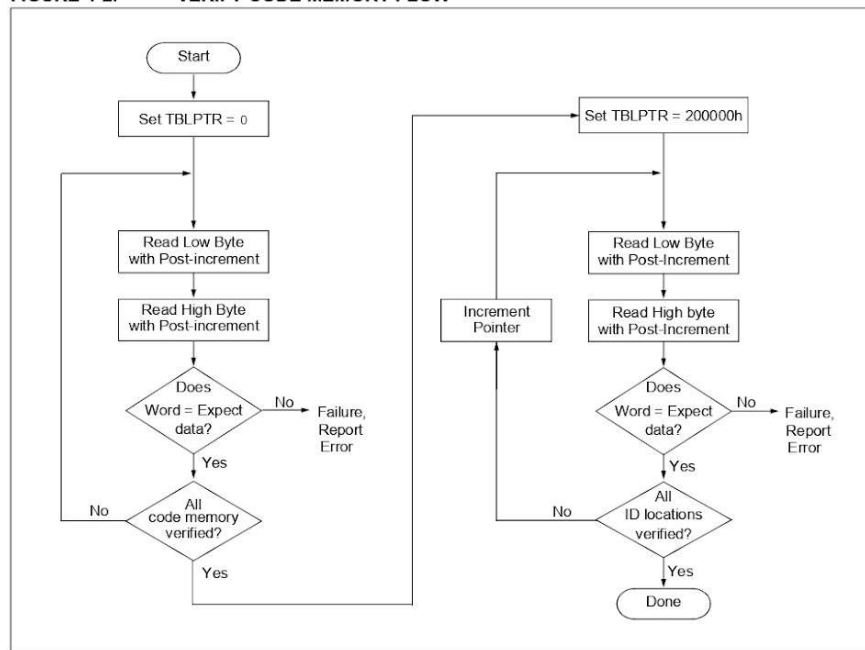 Start
Set TBLPTR = 0
Read Low Byte
with Post-increment
Read High Byte
with Post-increment
Does
Word = Expect
data?
No
Failure,
Report
Error
Yes
All
code memory
verified?
No
Yes
Set TBLPTR = 200000h
Read Low Byte
with Post-Increment
Increment
Pointer
Read High byte
with Post-Increment
Does
Word = Expect
data?
No
Failure,
Report
Error
Yes
All
ID locations
verified?
No
Yes
Done